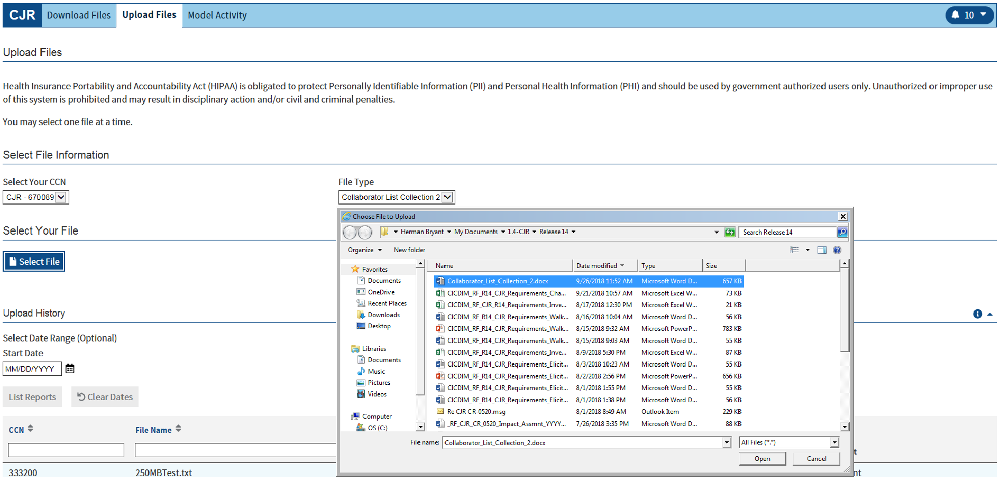 CJR Download Files Upload Files Model Activity 10
Upload Files
Health Insurance Portability and Accountability Act (HIPAA) is obligated to protect Personally Identifiable Information (PII) and Personal Health Information (PHI) and should be used by government authorized users only. Unauthorized or improper use
of this system is prohibited and may result in disciplinary action and/or civil and criminal penalties.
You may select one file at a time.
Select File Information
Select Your CCN
CJR - 670089
File Type
Collaborator List Collection 2
Select Your File
Select File
Upload History
Select Date Range (Optional)
Start Date
MM/DD/YYYY
List Reports Clear Dates
CCN File Name
333200 250MBTest.txt
Choose File to Upload
Herman Bryant My Documents 1.4-CJR Release 14
Search Release 14
Organize New folder
Favorites
Documents
OneDrive
Recent Places
Downloads
Desktop
Libraries
Documents
Music
Pictures
Videos
Computer
OS (C:)
Name Date modified Type Size
Collaborator_List_Collection_2.docx 9/26/2018 11:52 AM Microsoft Word D... 657 KB
CICDIM_RF_R14_CJR_Requirements_Cha... 9/21/2018 10:57 AM Microsoft Excel W... 73 KB
CICDIM_RF_CJR_R14_Requirements_Inve... 8/17/2018 12:30 PM Microsoft Excel W... 21 KB
CICDIM_RF_R14_CJR_Requirements_Walk... 8/16/2018 10:04 AM Microsoft Word D... 56 KB
CICDIM_RF_R14_CJR_Requirements_Walk... 8/15/2018 9:32 AM Microsoft PowerP... 783 KB
CICDIM_RF_R14_CJR_Requirements_Walk... 8/15/2018 9:03 AM Microsoft Word D... 55 KB
CICDIM_RF_R14_CJR_Requirements_Inve... 8/9/2018 5:30 PM Microsoft Excel W... 87 KB
CICDIM_RF_R14_CJR_Requirements_Elicit... 8/3/2018 10:23 AM Microsoft Word D... 55 KB
CICDIM_RF_R14_CJR_Requirements_Elicit... 8/2/2018 2:56 PM Microsoft PowerP... 656 KB
CICDIM_RF_R14_CJR_Requirements_Elicit... 8/1/2018 1:55 PM Microsoft Word D... 55 KB
CICDIM_RF_R14_CJR_Requirements_Elicit... 8/1/2018 1:38 PM Microsoft Word D... 56 KB
Re CJR CR-0520.msg 8/1/2018 8:49 AM Outlook Item 229 KB
_RF_CJR_CR_0520_Impact_Assmnt_YYYY... 7/26/2018 3:35 PM Microsoft Word D... 88 KB
File name: Collaborator_List_Collection_2.docx All Files (*.*)
Open Cancel